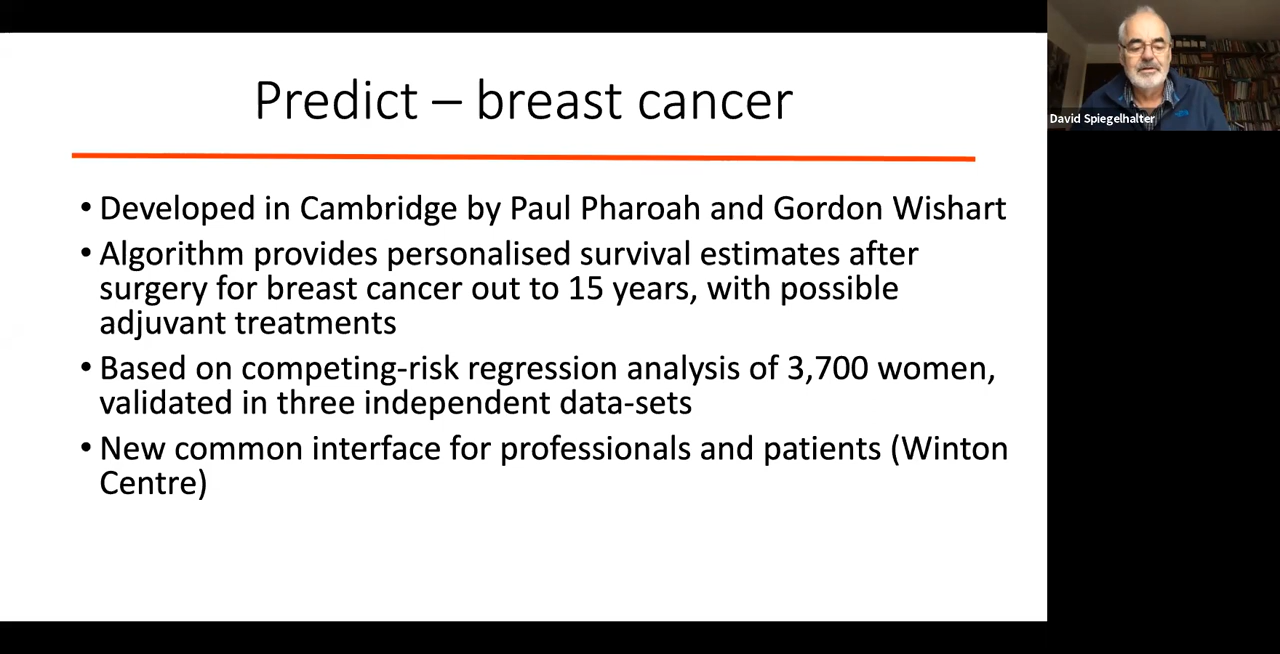 Predict – breast cancer
• Developed in Cambridge by Paul Pharoah and Gordon Wishart
• Algorithm provides personalised survival estimates after
surgery for breast cancer out to 15 years, with possible
adjuvant treatments
• Based on competing-risk regression analysis of 3,700 women,
validated in three independent data-sets
• New common interface for professionals and patients (Winton
Centre)
David Spiegelhalter